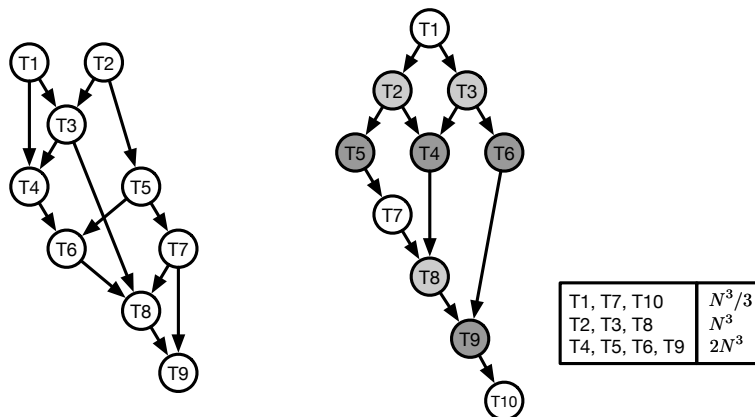 T1
T2
T3
T4
T5
T6
T7
T8
T9
T1
T2
T3
T5
T4
T6
T7
T8
T9
T10
T1, T7, T10 N³/3
T2, T3, T8 N³
T4, T5, T6, T9 2N³